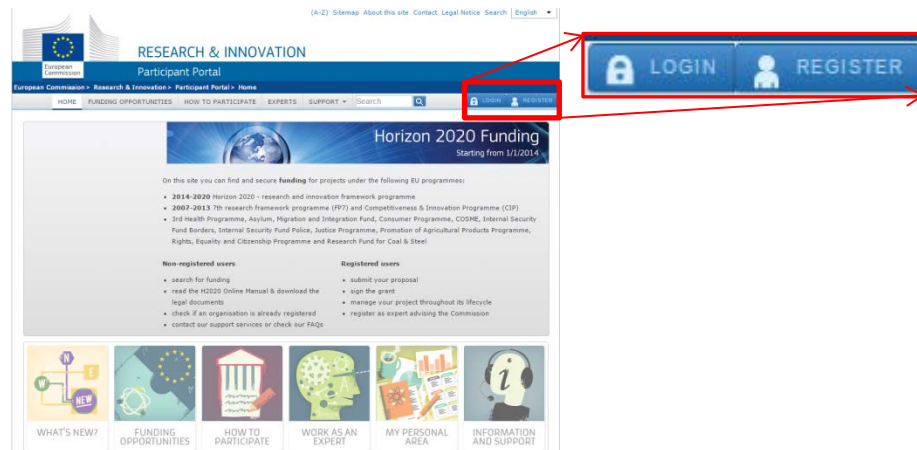 (A-Z) Sitemap About this site Contact Legal Notice Search English
RESEARCH & INNOVATION
European
Commission
Participant Portal
European Commission > Research & Innovation > Participant Portal > Home
HOME FUNDING OPPORTUNITIES HOW TO PARTICIPATE EXPERTS SUPPORT Search LOGIN REGISTER
LOGIN REGISTER
Horizon 2020 Funding
Starting from 1/1/2014
On this site you can find and secure funding for projects under the following EU programmes:
• 2014-2020 Horizon 2020 - research and innovation framework programme
• 2007-2013 7th research framework programme (FP7) and Competitiveness & Innovation Programme (CIP)
• 3rd Health Programme, Asylum, Migration and Integration Fund, Consumer Programme, COSME, Internal Security
Fund Borders, Internal Security Fund Police, Justice Programme, Promotion of Agricultural Products Programme,
Rights, Equality and Citizenship Programme and Research Fund for Coal & Steel
Non-registered users
• search for funding
• read the H2020 Online Manual & download the
legal documents
• check if an organisation is already registered
• contact our support services or check our FAQs
Registered users
• submit your proposal
• sign the grant
• manage your project throughout its lifecycle
• register as expert advising the Commission
N
W
E
NEW
A
i
WHAT'S NEW?
FUNDING
OPPORTUNITIES
HOW TO
PARTICIPATE
WORK AS AN
EXPERT
MY PERSONAL
AREA
INFORMATION
AND SUPPORT